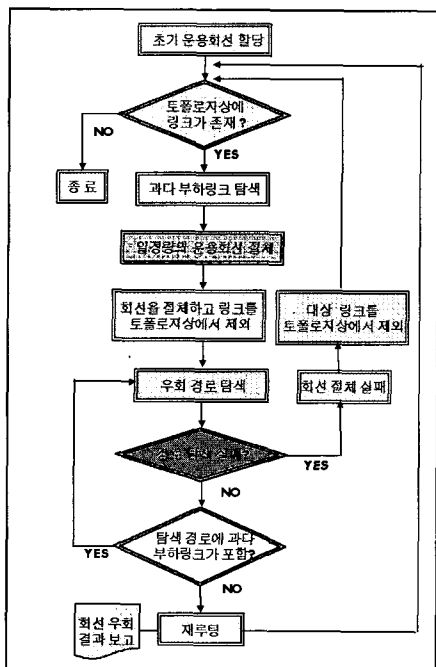 초기 운용회선 할당
토폴로지상에
링크가 존재?
NO
YES
종료
과다 부하링크 탐색
일정량의 운용회선 절체
회선을 절체하고 링크를
토폴로지상에서 제외
대상 링크를
토폴로지상에서 제외
우회 경로 탐색
회선 절체 실패
경로 탐색 실패?
YES
NO
탐색 경로에 과다
부하링크가 포함?
YES
NO
회선 우회
결과 보고
재루팅